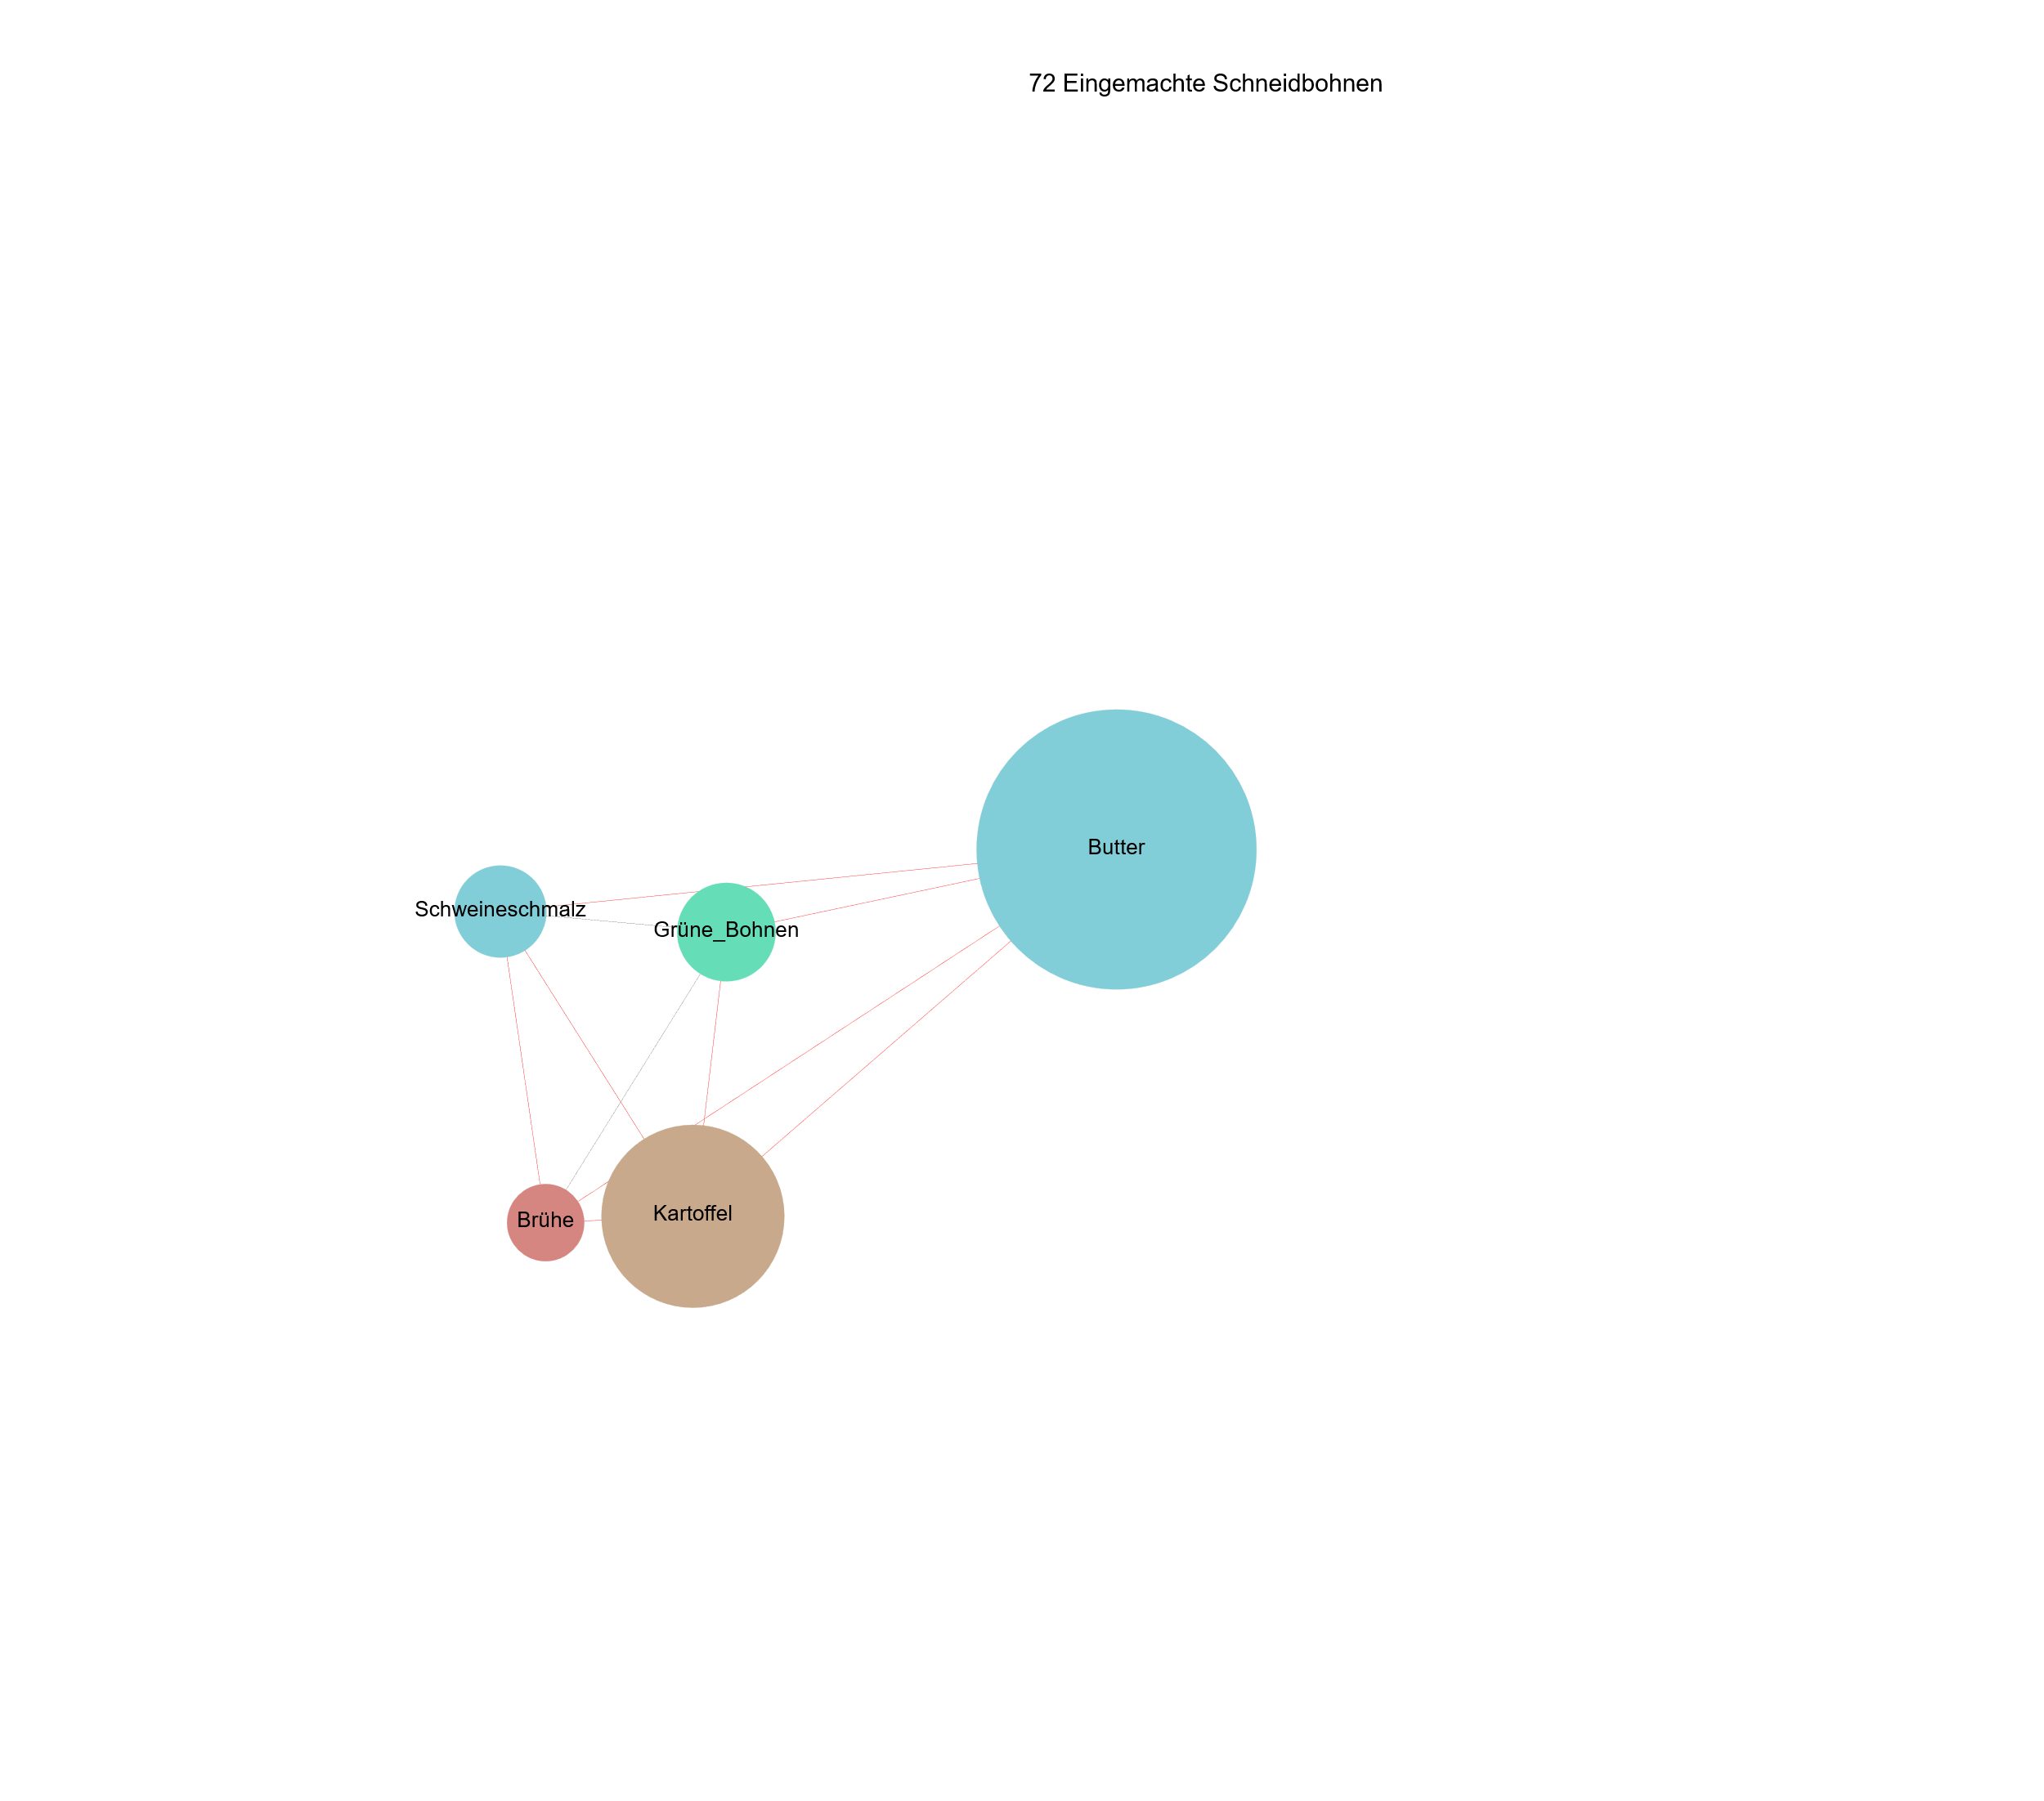 72 Eingemachte Schneidbohnen
Butter
Schweineschmalz
Grüne_Bohnen
Kartoffel
Brühe